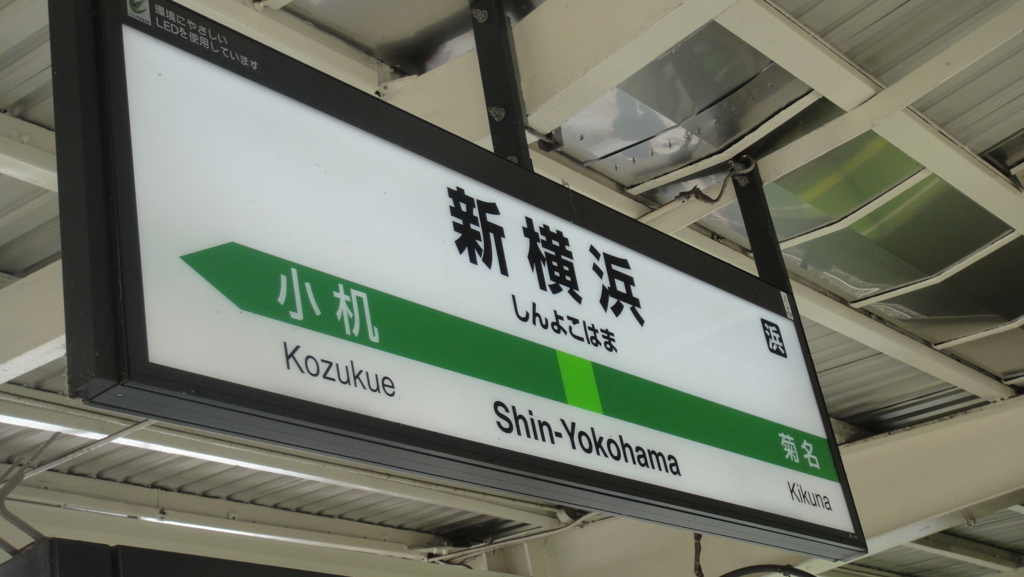 環境にやさしい
LEDを使用しています
新横浜
しんよこはま
浜
小机
菊名
Kozukue
Shin-Yokohama
Kikuna